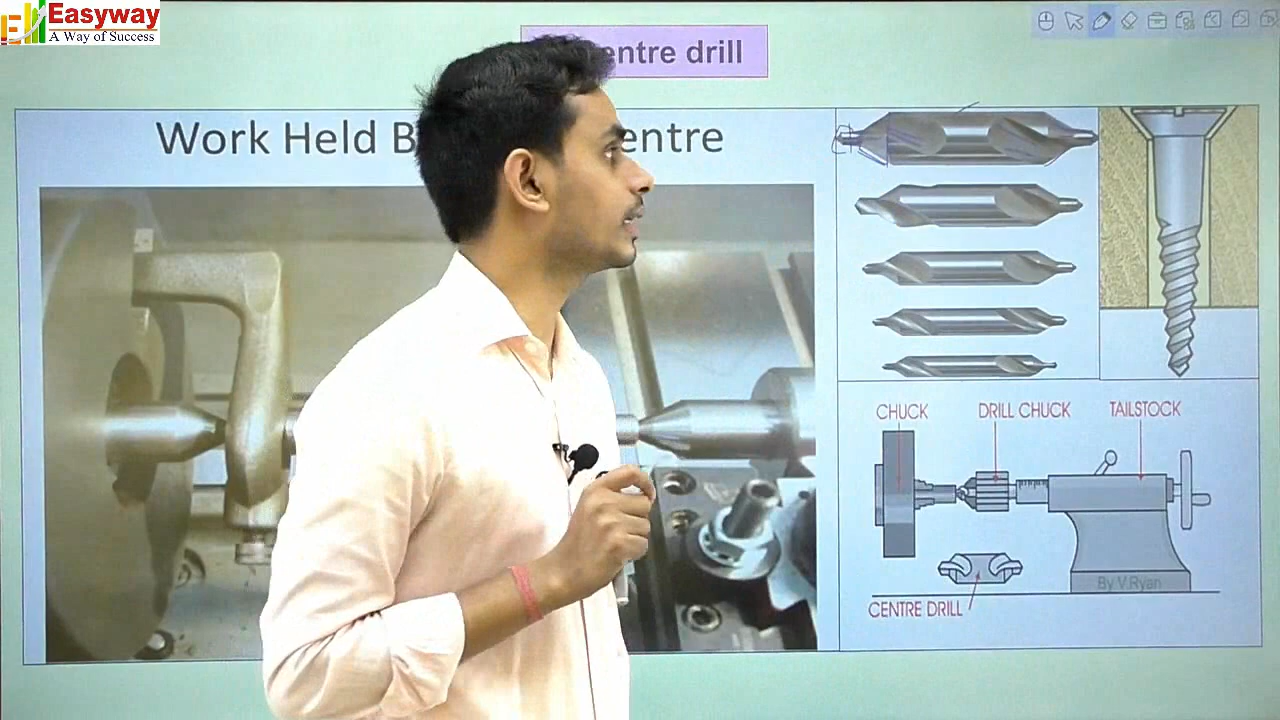 Easyway
A Way of Success
entre drill
Work Held B entre
CHUCK
DRILL CHUCK
TAILSTOCK
By V.Ryan
CENTRE DRILL